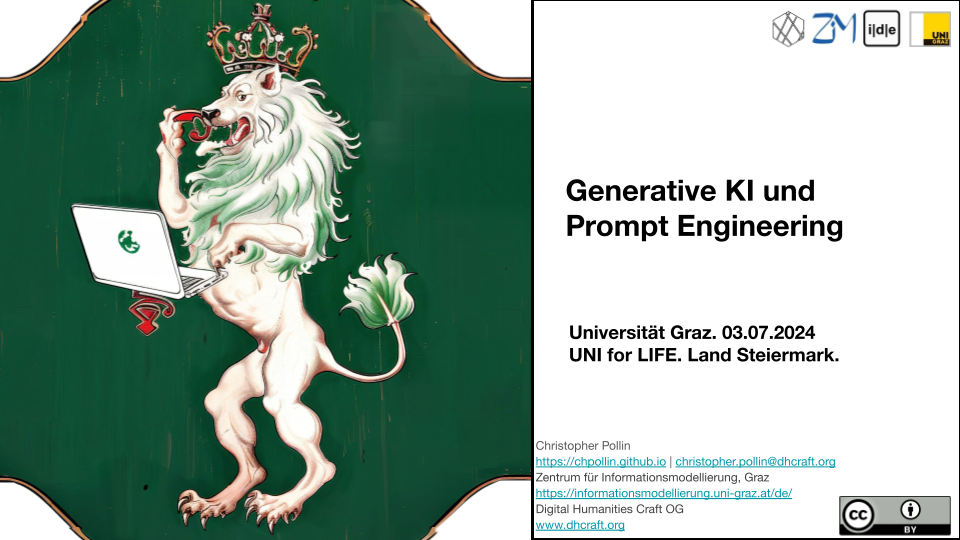 ZIM
i|d|e
UNI
GRAZ
Generative KI und
Prompt Engineering
Universität Graz. 03.07.2024
UNI for LIFE. Land Steiermark.
Christopher Pollin
https://chpollin.github.io | christopher.pollin@dhcraft.org
Zentrum für Informationsmodellierung, Graz
https://informationsmodellierung.uni-graz.at/de/
Digital Humanities Craft OG
www.dhcraft.org
cc
BY